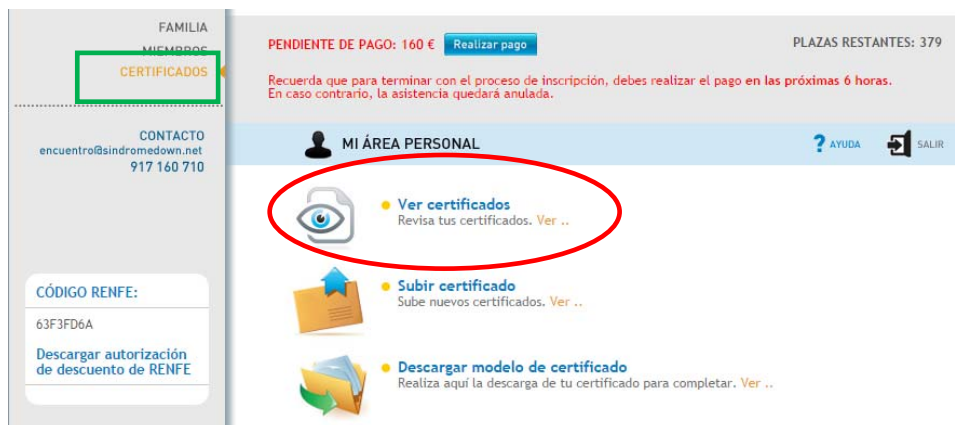 FAMILIA
MIEMBROS
CERTIFICADOS
CONTACTO
encuentro@sindromedown.net
917 160 710
CÓDIGO RENFE:
63F3FD6A
Descargar autorización
de descuento de RENFE
PENDIENTE DE PAGO: 160 € Realizar pago
PLAZAS RESTANTES: 379
Recuerda que para terminar con el proceso de inscripción, debes realizar el pago en las próximas 6 horas.
En caso contrario, la asistencia quedará anulada.
MI ÁREA PERSONAL
? AYUDA
SALIR
Ver certificados
Revisa tus certificados. Ver ..
Subir certificado
Sube nuevos certificados. Ver ..
Descargar modelo de certificado
Realiza aquí la descarga de tu certificado para completar. Ver ..